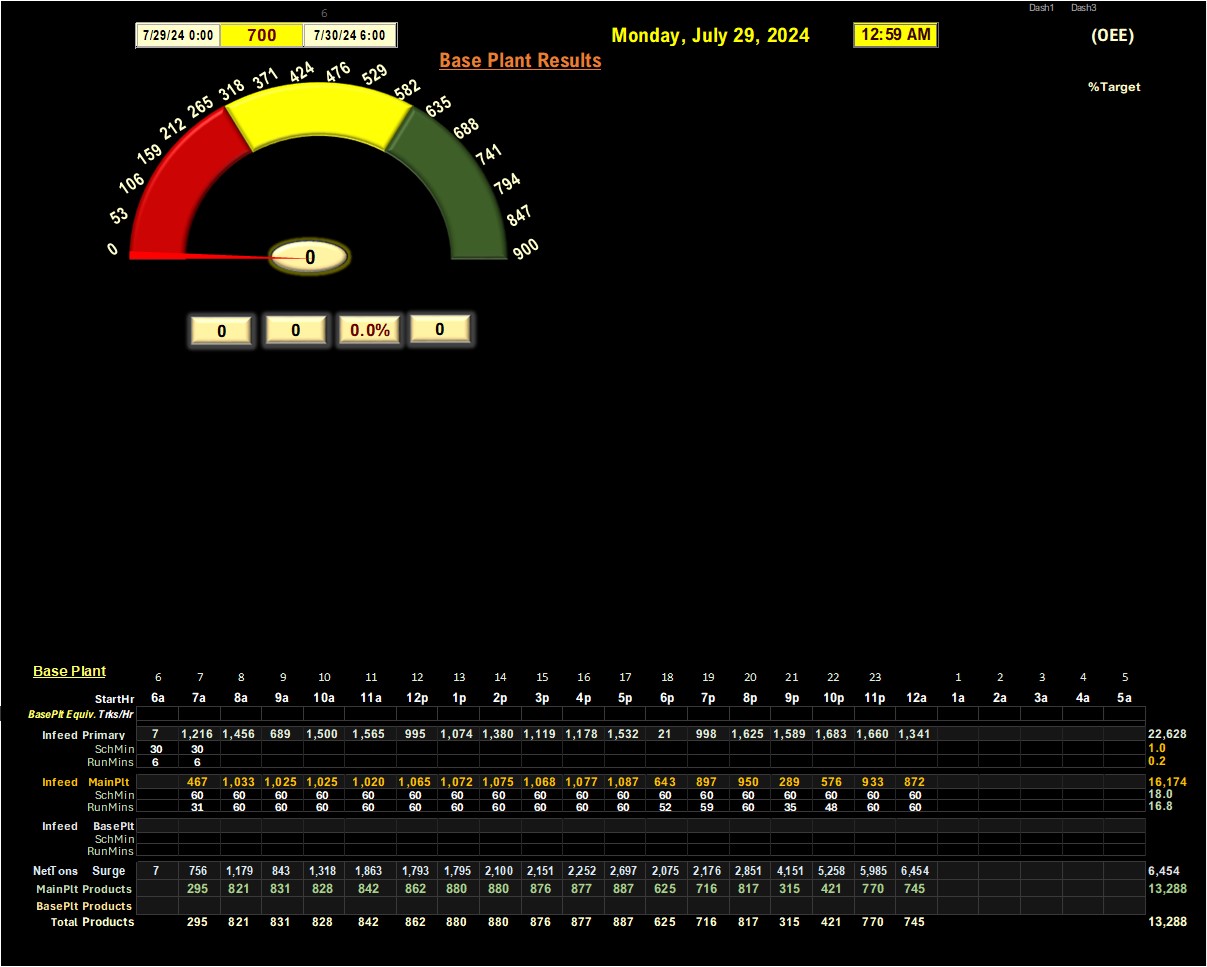 6 Dash1 Dash3
7/29/24 0:00 700 7/30/24 6:00 Monday, July 29, 2024 12:59 AM (OEE)
Base Plant Results
%Target
0 53 106 159 212 265 318 371 424 476 529 582 635 688 741 794 847 900
0
0 0 0.0% 0
Base Plant 6 7 8 9 10 11 12 13 14 15 16 17 18 19 20 21 22 23 1 2 3 4 5
StartHr 6a 7a 8a 9a 10a 11a 12p 1p 2p 3p 4p 5p 6p 7p 8p 9p 10p 11p 12a 1a 2a 3a 4a 5a
BasePlt Equiv. Trks/Hr
Infeed Primary 7 1,216 1,456 689 1,500 1,565 995 1,074 1,380 1,119 1,178 1,532 21 998 1,625 1,589 1,683 1,660 1,341 22,628
SchMin 30 30 1.0
RunMins 6 6 0.2
Infeed MainPlt 467 1,033 1,025 1,025 1,020 1,065 1,072 1,075 1,068 1,077 1,087 643 897 950 289 576 933 872 16,174
SchMin 60 60 60 60 60 60 60 60 60 60 60 60 60 60 60 60 60 60 18.0
RunMins 31 60 60 60 60 60 60 60 60 60 60 52 59 60 35 48 60 60 16.8
Infeed BasePlt
SchMin
RunMins
NetTons Surge 7 756 1,179 843 1,318 1,863 1,793 1,795 2,100 2,151 2,252 2,697 2,075 2,176 2,851 4,151 5,258 5,985 6,454 6,454
MainPlt Products 295 821 831 828 842 862 880 880 876 877 887 625 716 817 315 421 770 745 13,288
BasePlt Products
Total Products 295 821 831 828 842 862 880 880 876 877 887 625 716 817 315 421 770 745 13,288